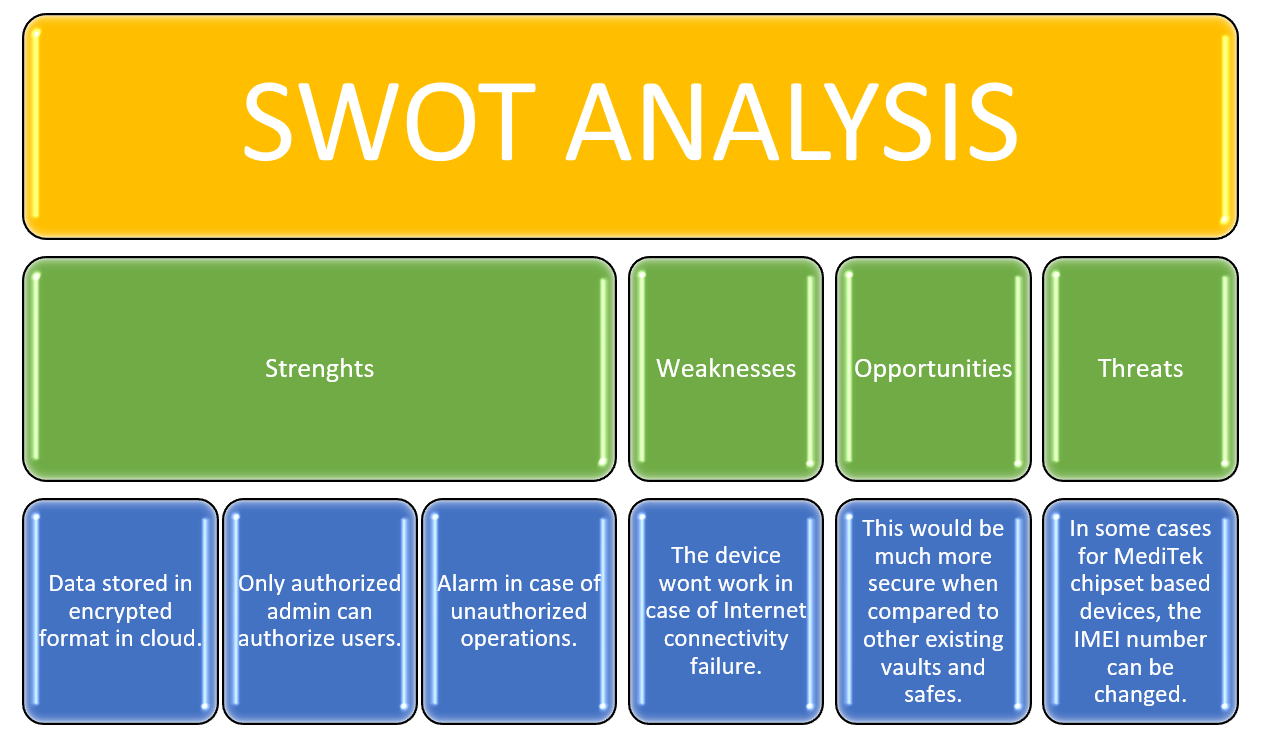 SWOT ANALYSIS
Strenghts
Weaknesses
Opportunities
Threats
Data stored in
encrypted
format in cloud.
Only authorized
admin can
authorize users.
Alarm in case of
unauthorized
operations.
The device
wont work in
case of Internet
connectivity
failure.
This would be
much more
secure when
compared to
other existing
vaults and
safes.
In some cases
for MediTek
chipset based
devices, the
IMEI number
can be
changed.